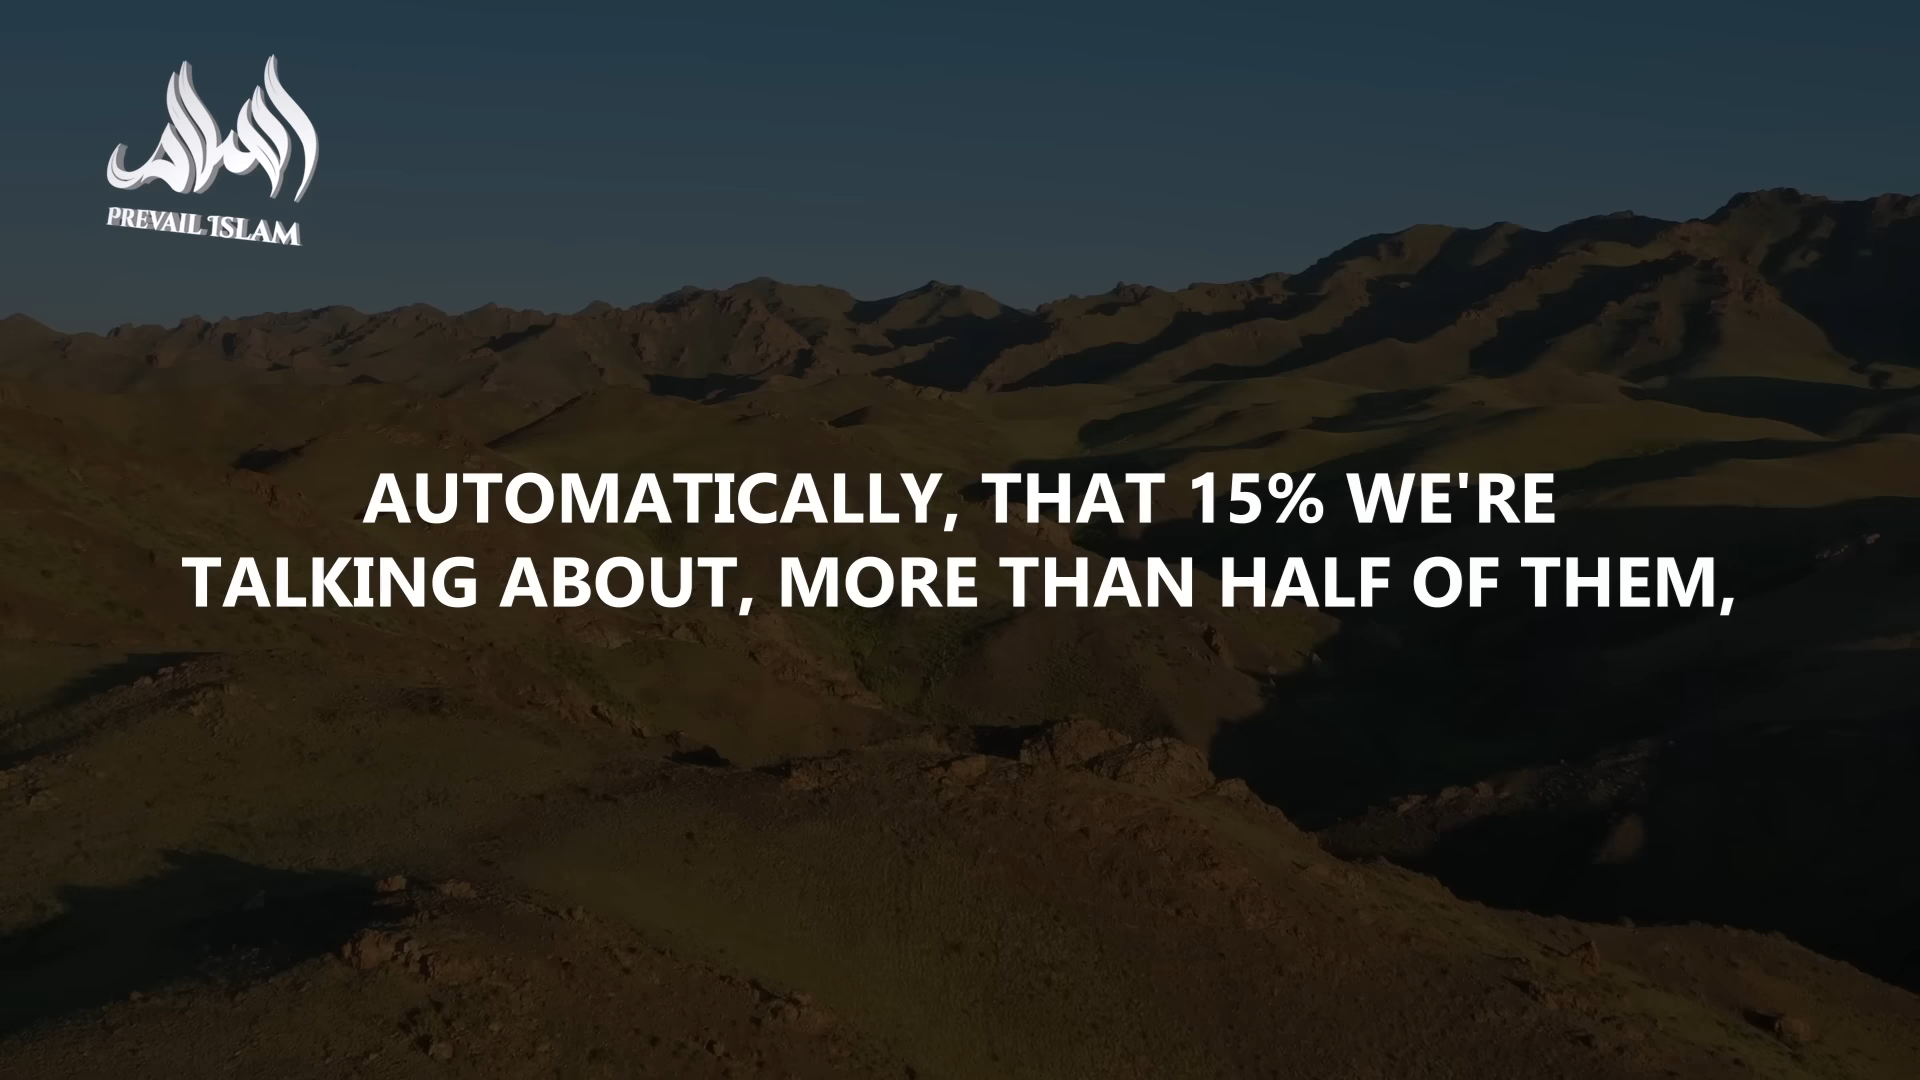 PREVAIL ISLAM
AUTOMATICALLY, THAT 15% WE'RE
TALKING ABOUT, MORE THAN HALF OF THEM,